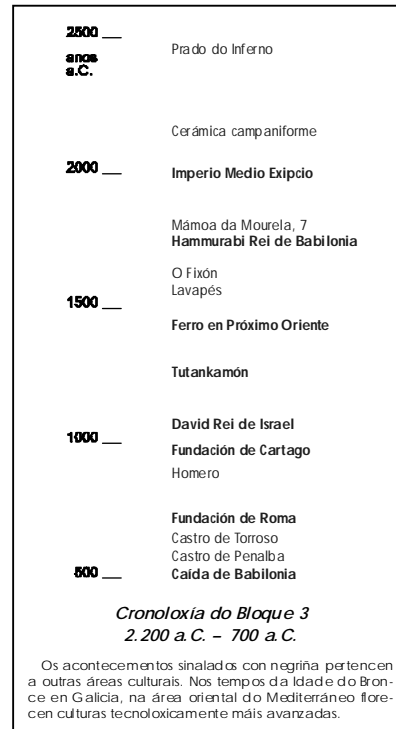 2500
Prado do Inferno
anos
a.C.
Cerámica campaniforme
2000
Imperio Medio Exipcio
Mámoa da Mourela, 7
Hammurabi Rei de Babilonia
O Fixón
Lavapés
1500
Ferro en Próximo Oriente
Tutankamón
David Rei de Israel
1000
Fundación de Cartago
Homero
Fundación de Roma
Castro de Torroso
Castro de Penalba
500
Caída de Babilonia
Cronoloxía do Bloque 3
2.200 a.C. – 700 a.C.
Os acontecementos sinalados con negriña pertencen
a outras áreas culturais. Nos tempos da Idade do Bron-
ce en Galicia, na área oriental do Mediterráneo flore-
cen culturas tecnoloxicamente máis avanzadas.